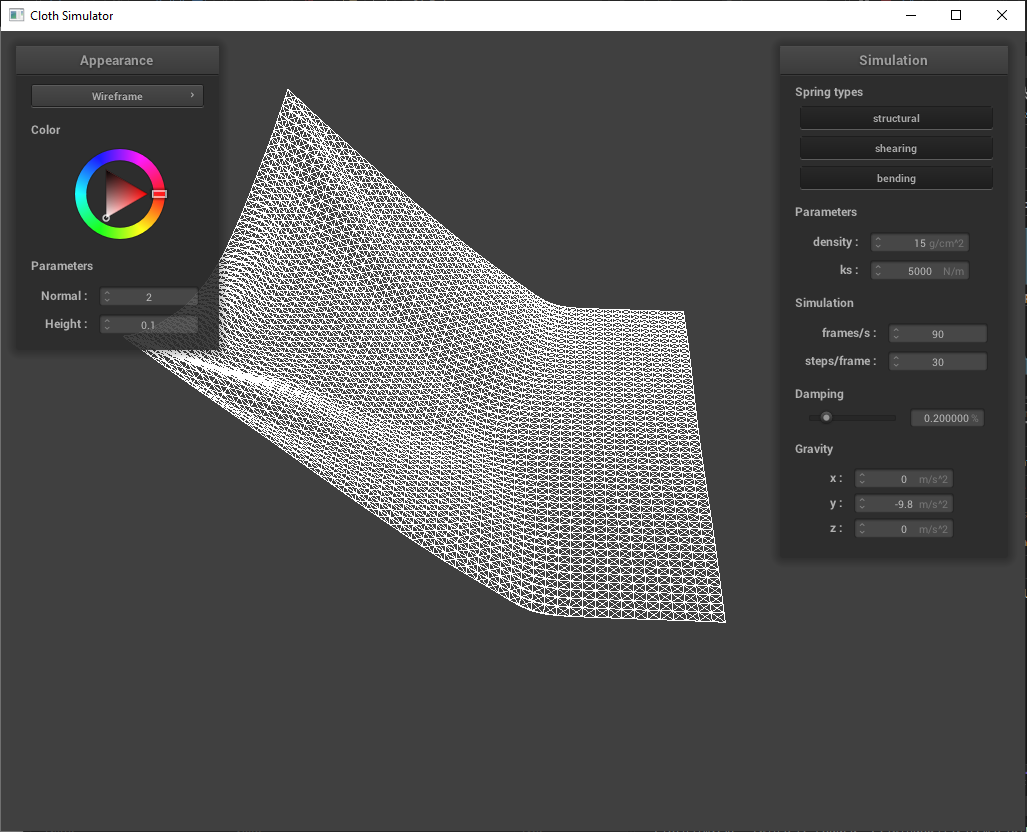 Cloth Simulator
Appearance
Wireframe
Color
Parameters
Normal : 2
Height : 0.1
Simulation
Spring types
structural
shearing
bending
Parameters
density : 15 g/cm^2
ks : 5000 N/m
Simulation
frames/s : 90
steps/frame : 30
Damping
0.200000 %
Gravity
x : 0 m/s^2
y : -9.8 m/s^2
z : 0 m/s^2